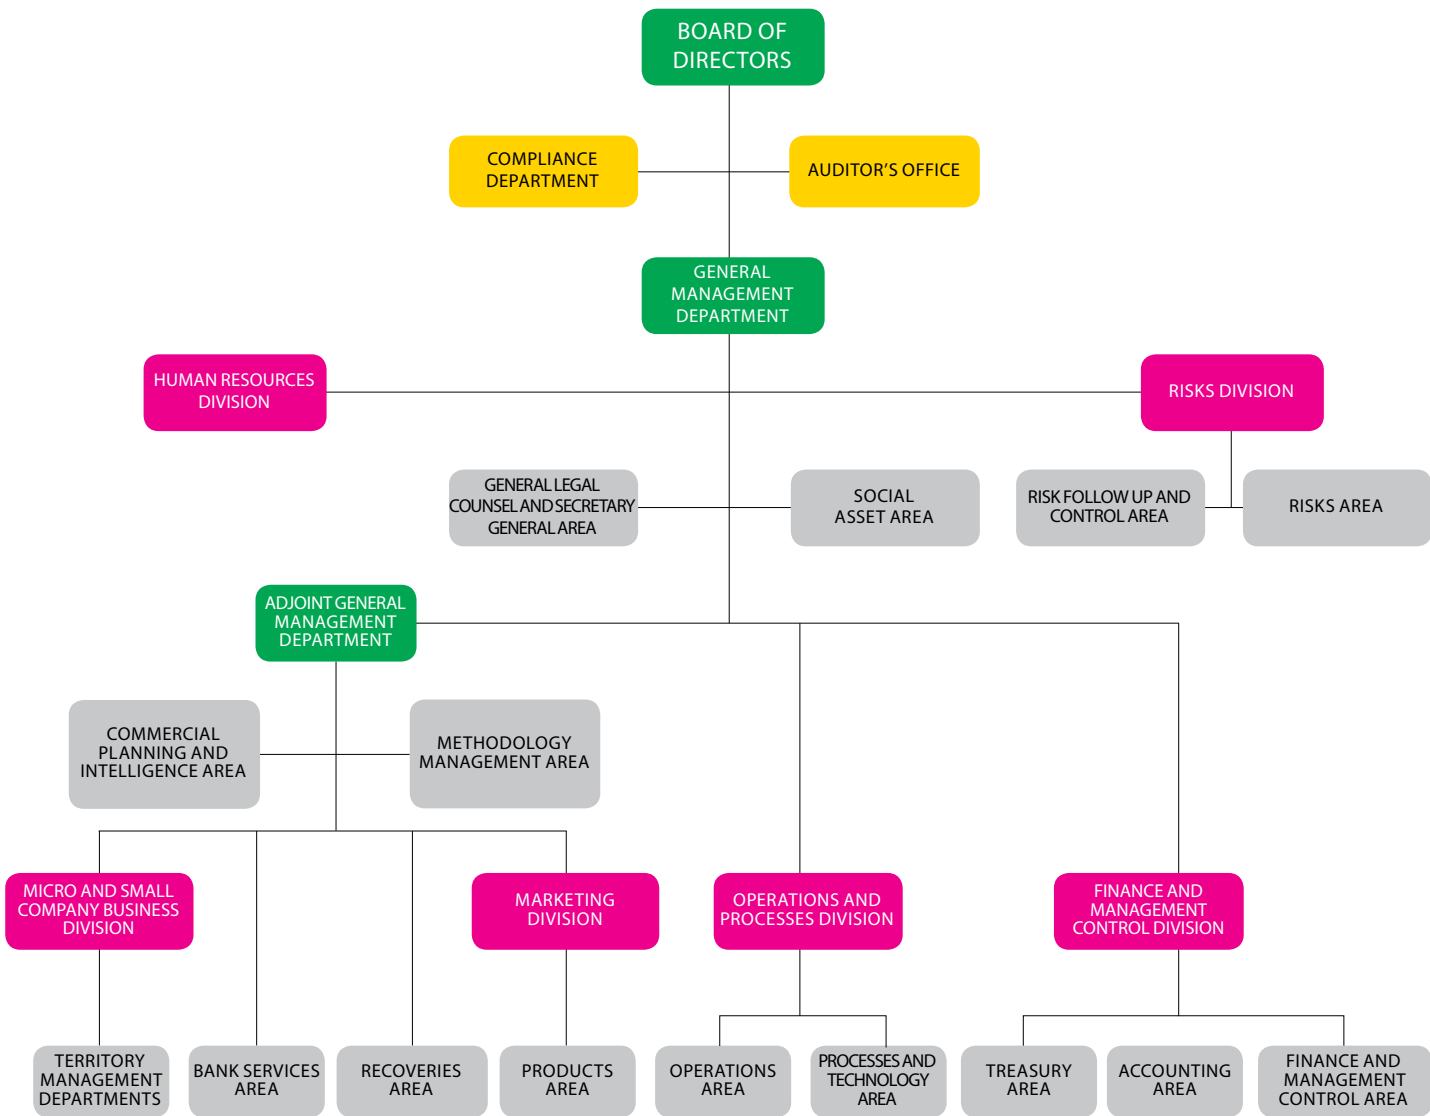 BOARD OF
DIRECTORS
COMPLIANCE
DEPARTMENT
AUDITOR'S OFFICE
GENERAL
MANAGEMENT
DEPARTMENT
HUMAN RESOURCES
DIVISION
RISKS DIVISION
GENERAL LEGAL
COUNSEL AND SECRETARY
GENERAL AREA
SOCIAL
ASSET AREA
RISK FOLLOW UP AND
CONTROL AREA
RISKS AREA
ADJOINT GENERAL
MANAGEMENT
DEPARTMENT
COMMERCIAL
PLANNING AND
INTELLIGENCE AREA
METHODOLOGY
MANAGEMENT AREA
MICRO AND SMALL
COMPANY BUSINESS
DIVISION
MARKETING
DIVISION
OPERATIONS AND
PROCESSES DIVISION
FINANCE AND
MANAGEMENT
CONTROL DIVISION
TERRITORY
MANAGEMENT
DEPARTMENTS
BANK SERVICES
AREA
RECOVERIES
AREA
PRODUCTS
AREA
OPERATIONS
AREA
PROCESSES AND
TECHNOLOGY
AREA
TREASURY
AREA
ACCOUNTING
AREA
FINANCE AND
MANAGEMENT
CONTROL AREA